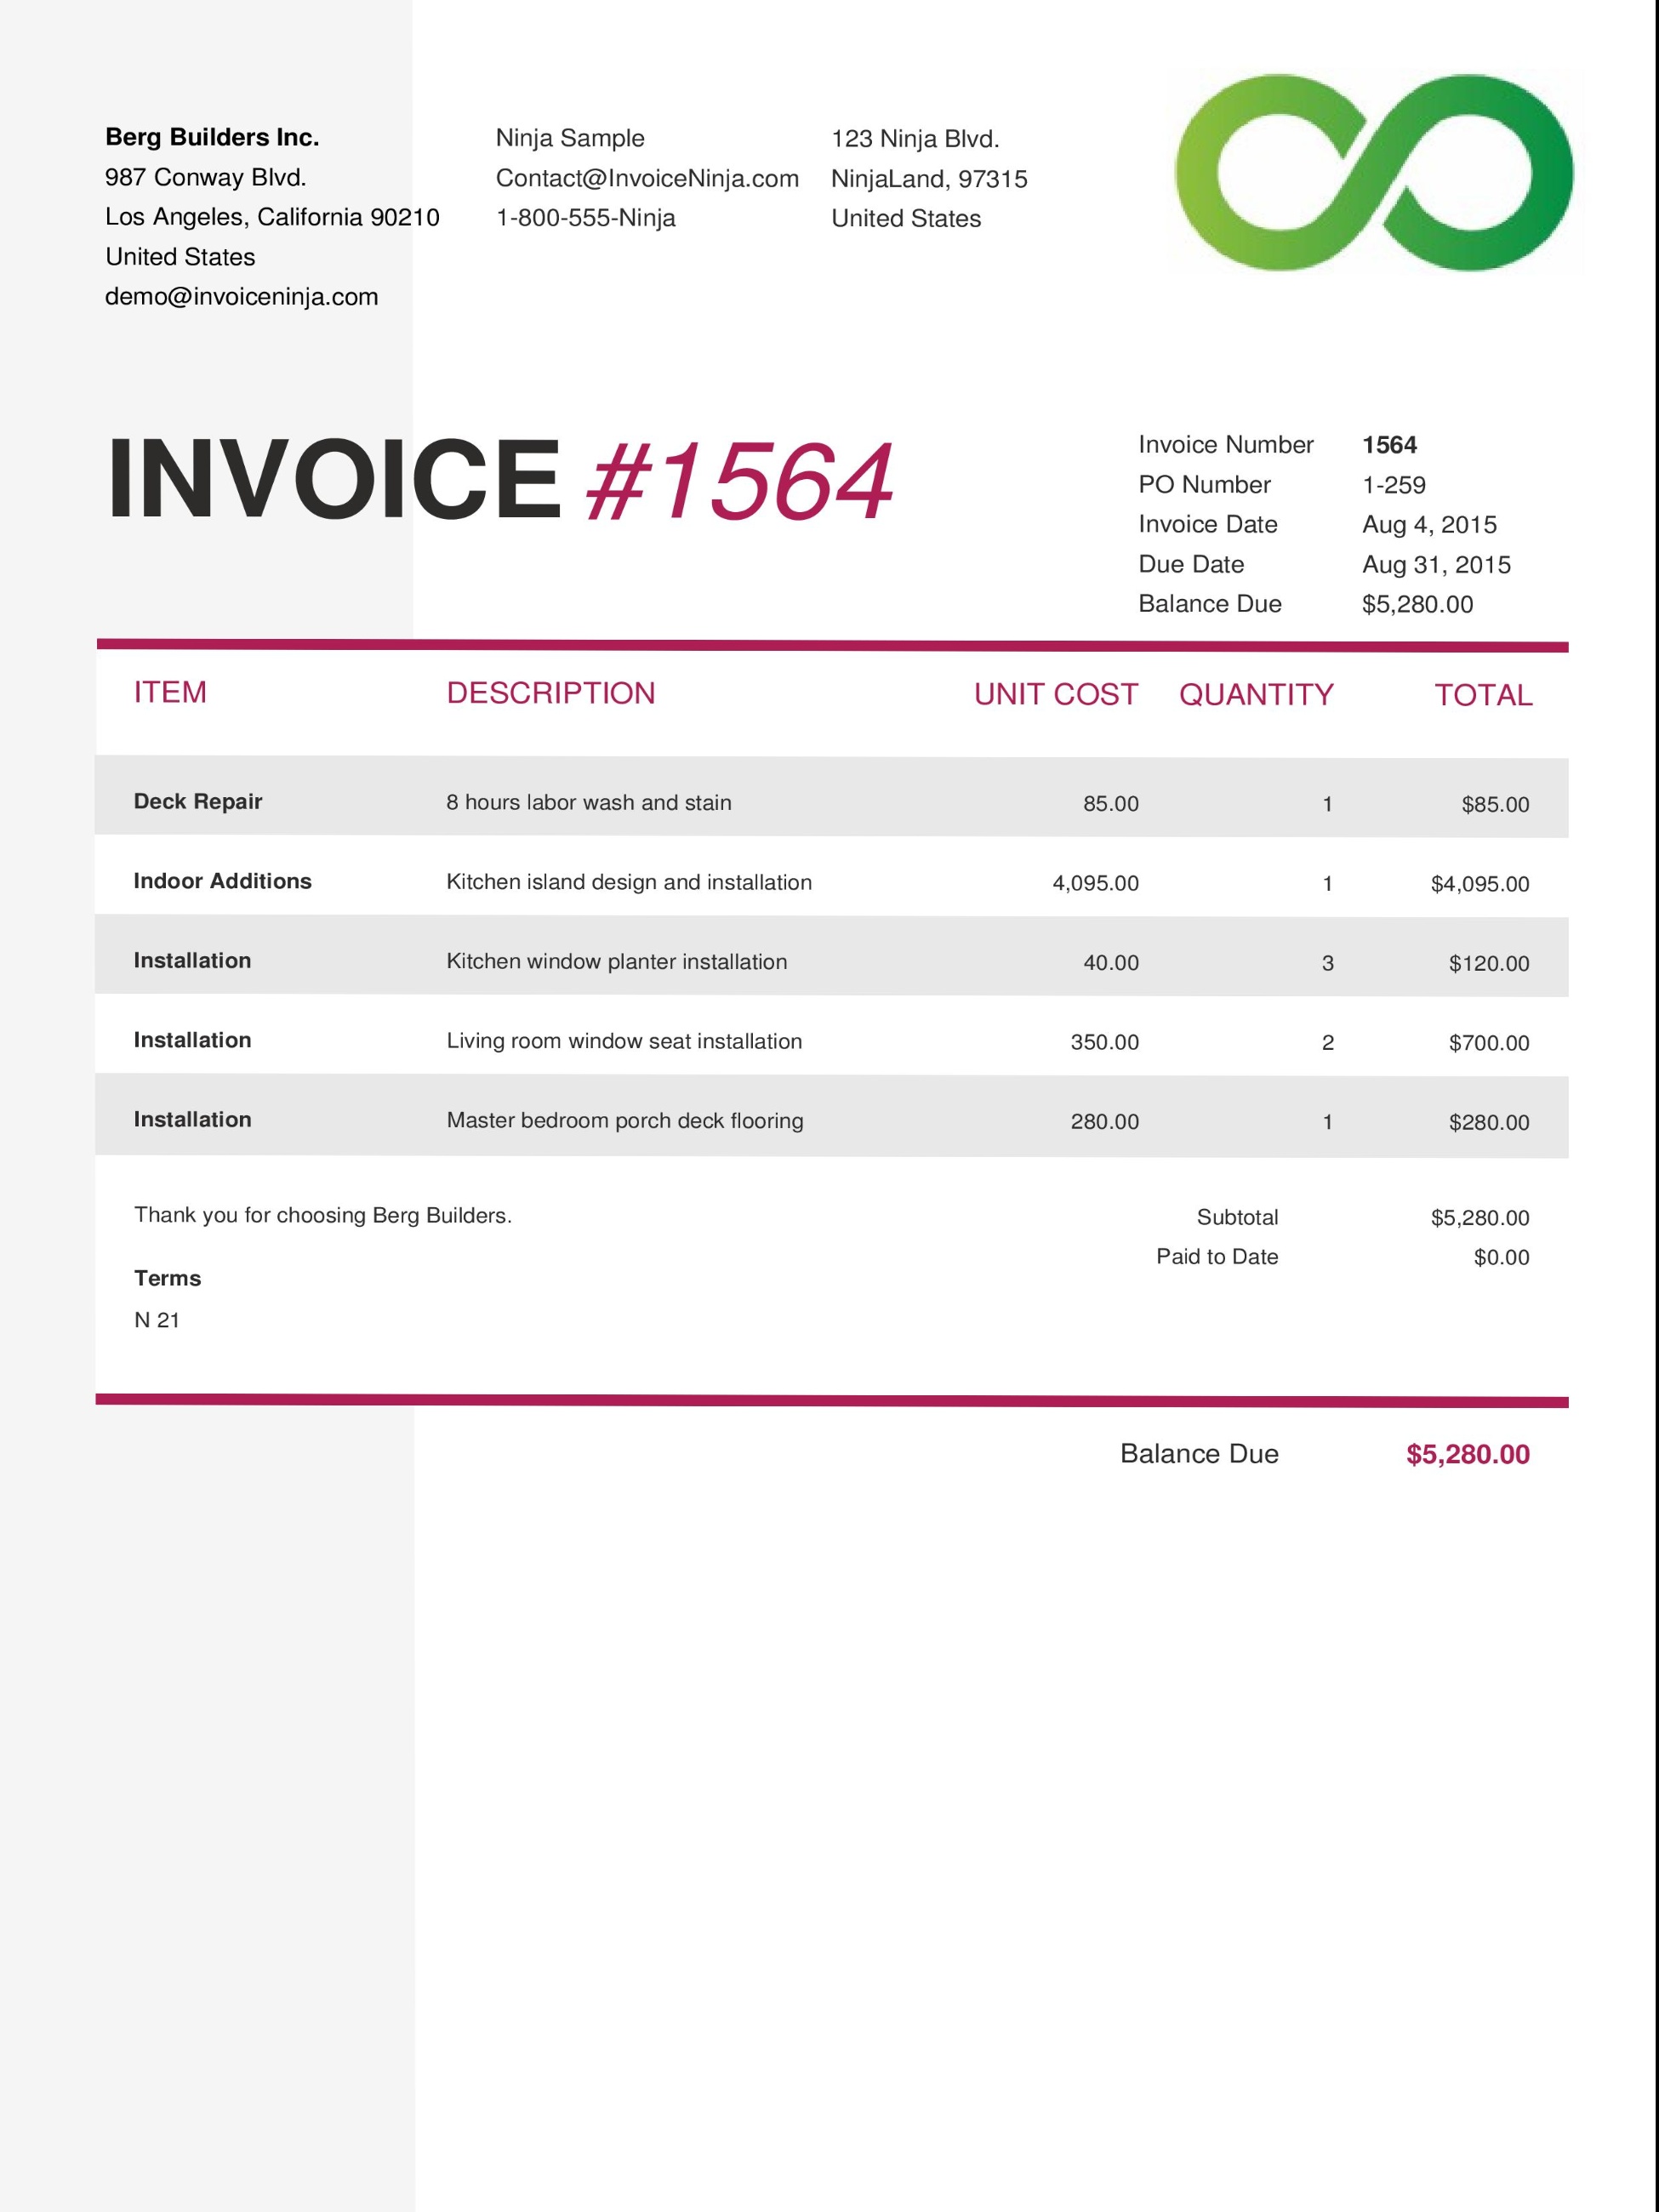 Berg Builders Inc.
987 Conway Blvd.
Los Angeles, California 90210
United States
demo@invoiceninja.com
Ninja Sample
Contact@InvoiceNinja.com
1-800-555-Ninja
123 Ninja Blvd.
NinjaLand, 97315
United States
INVOICE #1564
Invoice Number 1564
PO Number 1-259
Invoice Date Aug 4, 2015
Due Date Aug 31, 2015
Balance Due $5,280.00
ITEM DESCRIPTION UNIT COST QUANTITY TOTAL
Deck Repair 8 hours labor wash and stain 85.00 1 $85.00
Indoor Additions Kitchen island design and installation 4,095.00 1 $4,095.00
Installation Kitchen window planter installation 40.00 3 $120.00
Installation Living room window seat installation 350.00 2 $700.00
Installation Master bedroom porch deck flooring 280.00 1 $280.00
Thank you for choosing Berg Builders.
Subtotal $5,280.00
Paid to Date $0.00
Terms
N 21
Balance Due $5,280.00